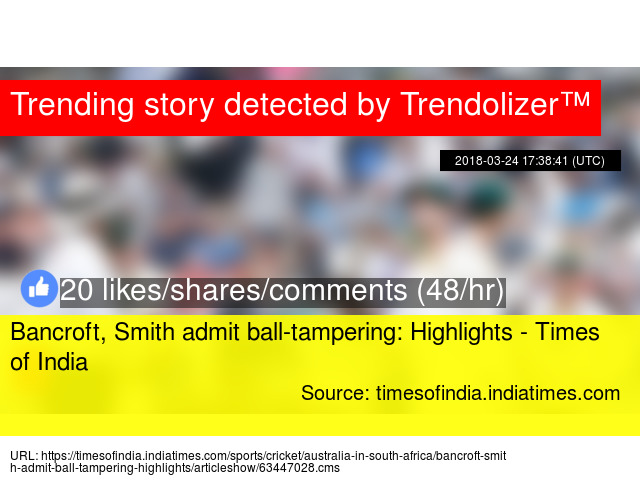 Trending story detected by Trendolizer™
2018-03-24 17:38:41 (UTC)
20 likes/shares/comments (48/hr)
Bancroft, Smith admit ball-tampering: Highlights - Times
of India
Source: timesofindia.indiatimes.com
URL: https://timesofindia.indiatimes.com/sports/cricket/australia-in-south-africa/bancroft-smit
h-admit-ball-tampering-highlights/articleshow/63447028.cms